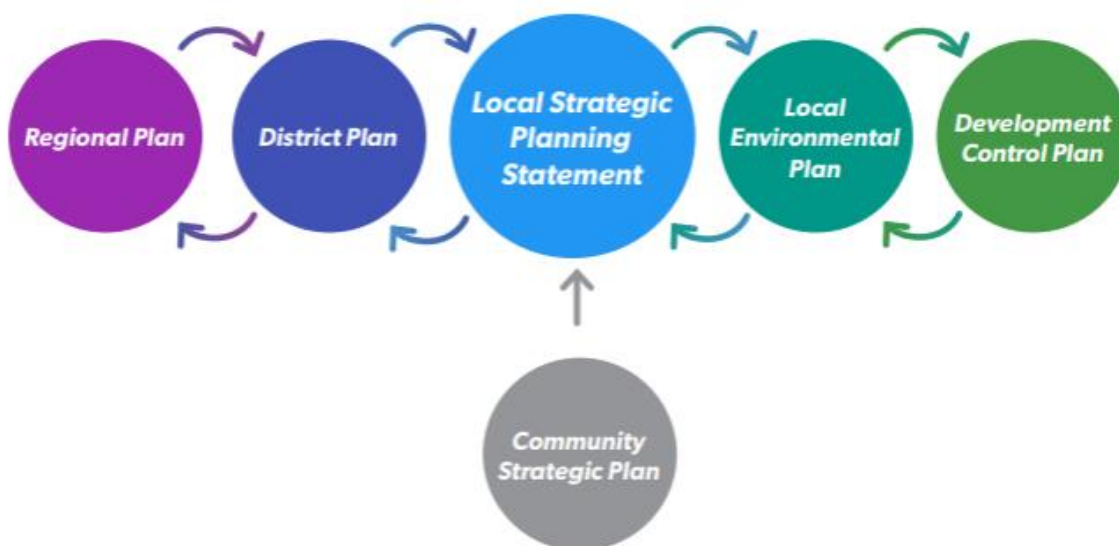 Regional Plan
District Plan
Local Strategic
Planning
Statement
Local
Environmental
Plan
Development
Control Plan
Community
Strategic Plan